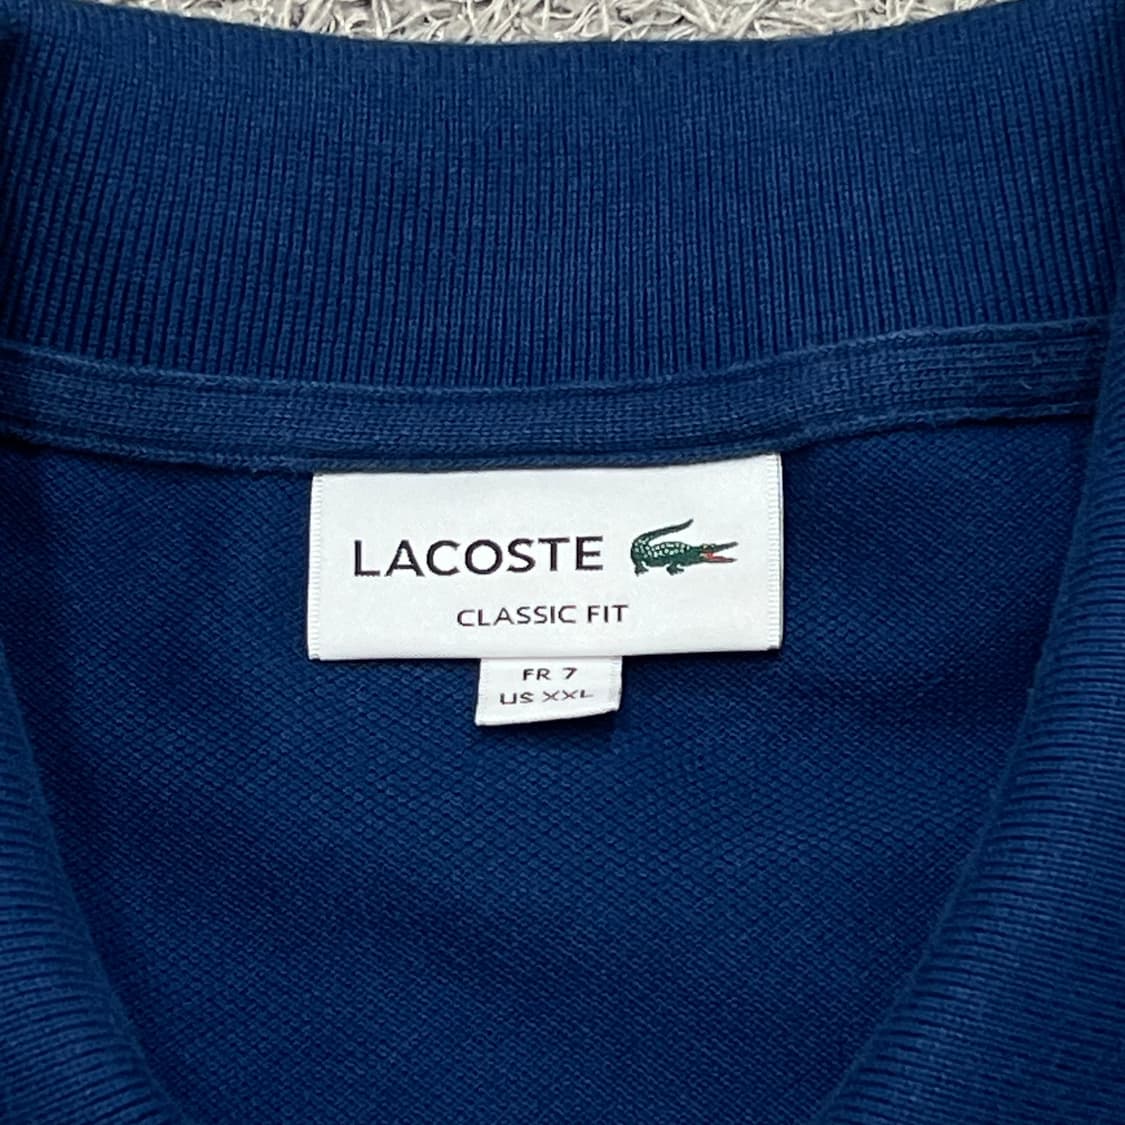 LACOSTE
CLASSIC FIT
FR 7
US XXL